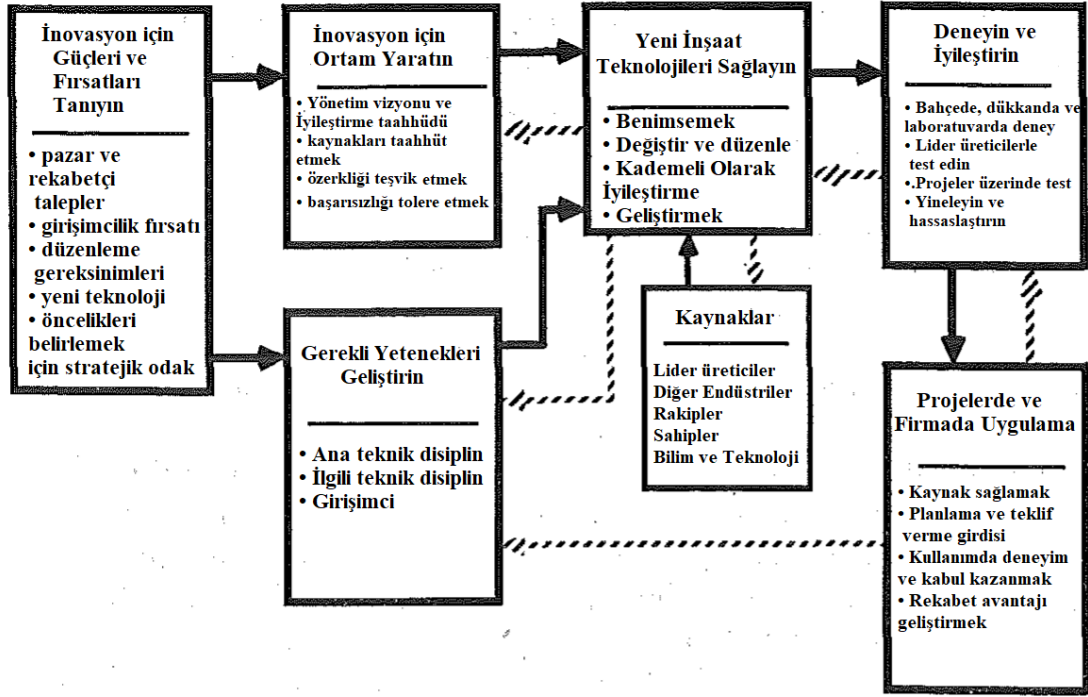 İnovasyon için
Güçleri ve
Fırsatları
Tanıyın
• pazar ve
rekabetçi
talepler
• girişimcilik fırsatı
• düzenleme
gereksinimleri
• yeni teknoloji
• öncelikleri
belirlemek
için stratejik odak
İnovasyon için
Ortam Yaratın
• Yönetim vizyonu ve
İyileştirme taahhüdü
• kaynakları taahhüt
etmek
• özerkliği teşvik etmek
• başarısızlığı tolere etmek
Gerekli Yetenekleri
Geliştirin
• Ana teknik disiplin
• İlgili teknik disiplin
• Girişimci
Yeni İnşaat
Teknolojileri Sağlayın
• Benimsemek
• Değiştir ve düzenle
• Kademeli Olarak
İyileştirme
• Geliştirmek
Kaynaklar
Lider üreticiler
Diğer Endüstriler
Rakipler
Sahipler
Bilim ve Teknoloji
Deneyin ve
İyileştirin
• Bahçede, dükkanda ve
laboratuvarda deney
• Lider üreticilerle
test edin
•.Projeler üzerinde test
• Yineleyin ve
hassaslaştırın
Projelerde ve
Firmada Uygulama
• Kaynak sağlamak
• Planlama ve teklif
verme girdisi
• Kullanımda deneyim
ve kabul kazanmak
• Rekabet avantajı
geliştirmek